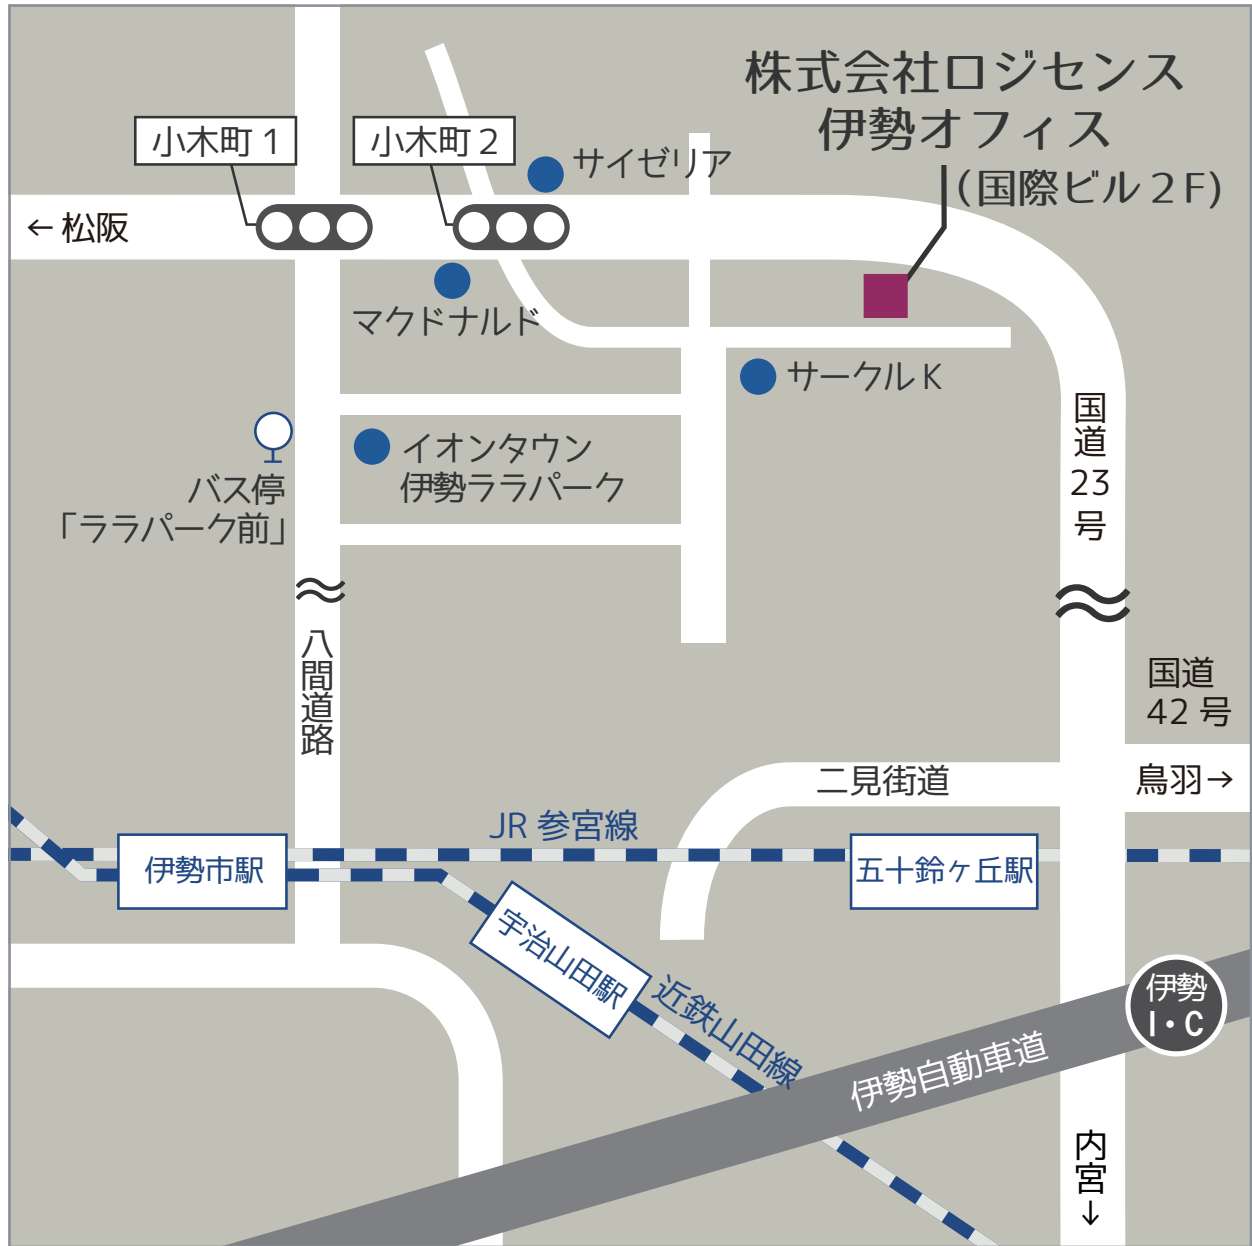 株式会社ロジセンス
伊勢オフィス
(国際ビル2F)
小木町1
小木町2
サイゼリア
←松阪
マクドナルド
サークルK
国道23号
イオンタウン
伊勢ララパーク
バス停
「ララパーク前」
八間道路
国道
42号
二見街道
鳥羽→
JR 参宮線
伊勢市駅
五十鈴ヶ丘駅
宇治山田駅
近鉄山田線
伊勢
I・C
伊勢自動車道
内宮↓